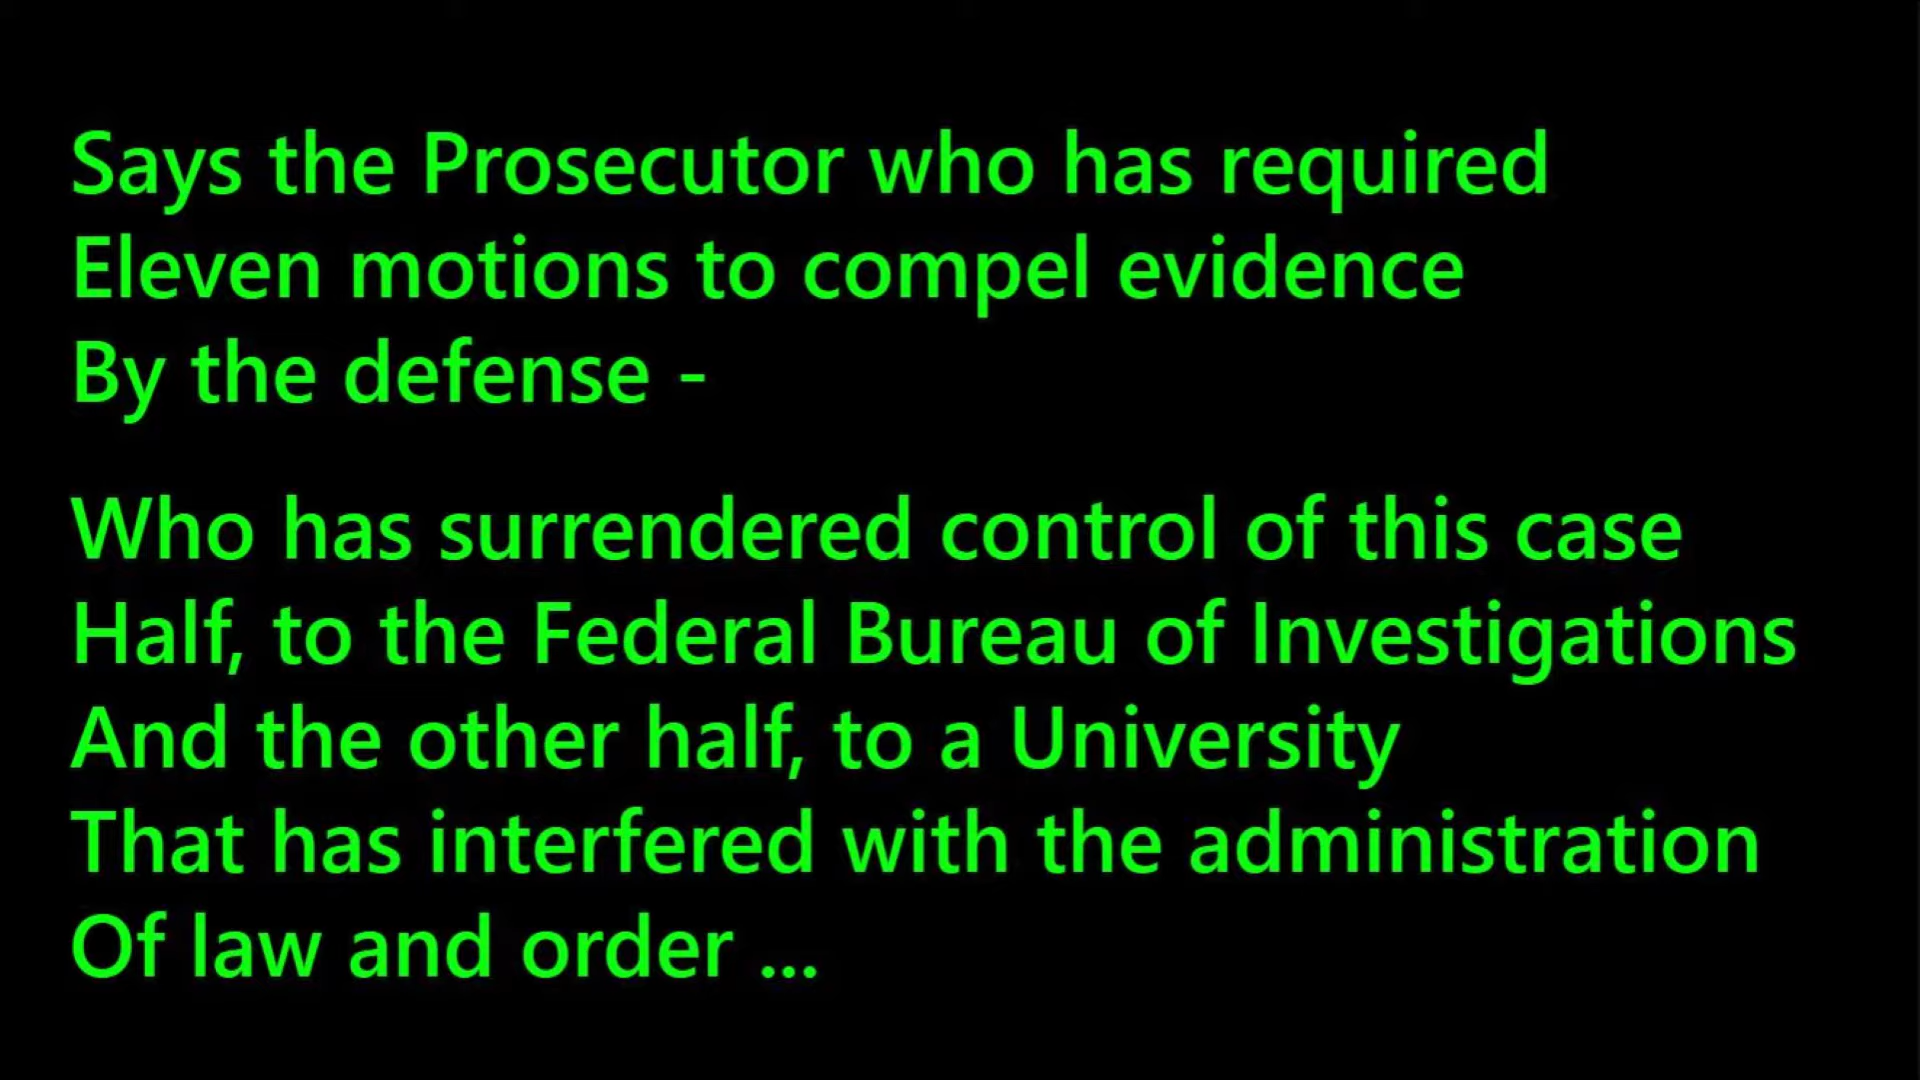 Says the Prosecutor who has required
Eleven motions to compel evidence
By the defense -
Who has surrendered control of this case
Half, to the Federal Bureau of Investigations
And the other half, to a University
That has interfered with the administration
Of law and order ...